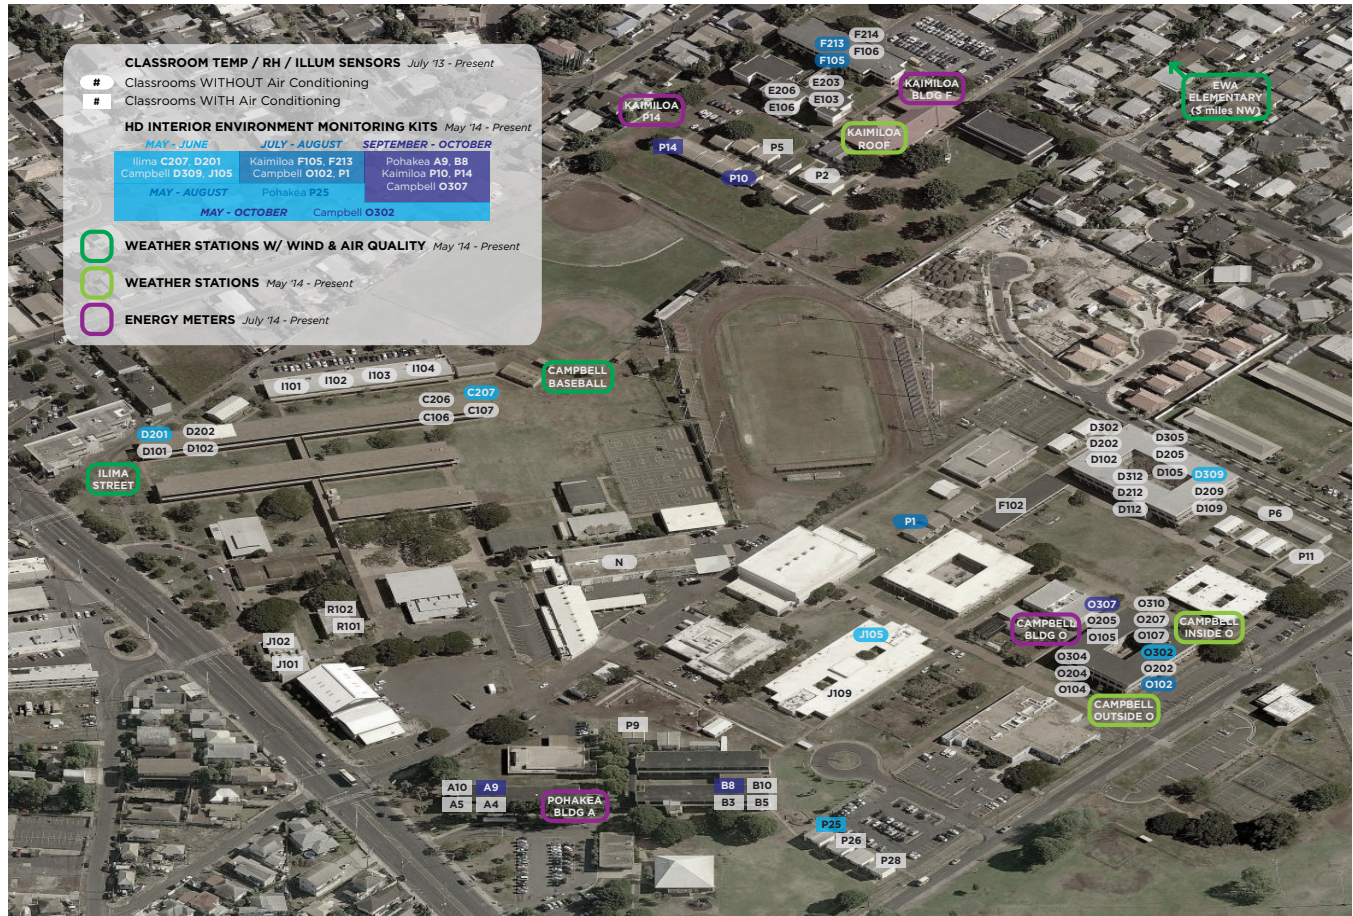 CLASSROOM TEMP / RH / ILLUM SENSORS July '13 - Present
# Classrooms WITHOUT Air Conditioning
# Classrooms WITH Air Conditioning
HD INTERIOR ENVIRONMENT MONITORING KITS May '14 - Present
MAY - JUNE JULY - AUGUST SEPTEMBER - OCTOBER
Ilima C207, D201 Kaimiloa F105, F213 Pohakea A9, B8
Campbell D309, J105 Campbell O102, P1 Kaimiloa P10, P14
Campbell O307
MAY - AUGUST Pohakea P25
MAY - OCTOBER Campbell O302
WEATHER STATIONS W/ WIND & AIR QUALITY May '14 - Present
WEATHER STATIONS May '14 - Present
ENERGY METERS July '14 - Present
F213 F214
F105 F106
E206 E203
E106 E103
KAIMILOA
BLDG F
KAIMILOA
P14
KAIMILOA
ROOF
EWA
ELEMENTARY
(3 miles NW)
P14
P5
P10
P2
I101
I102
I103
I104
CAMPBELL
BASEBALL
C206 C207
C106 C107
D201 D202
D101 D102
ILIMA
STREET
D302
D202
D102
D305
D205
D105
D312
D212
D112
D309
D209
D109
F102
P1
P6
P11
N
R102
R101
J102
J101
J105
J109
O307
O205
O105
O310
O207
O107
CAMPBELL
BLDG O
CAMPBELL
INSIDE O
O304
O204
O104
O302
O202
O102
CAMPBELL
OUTSIDE O
P9
A10 A9
A5 A4
POHAKEA
BLDG A
B8 B10
B3 B5
P25
P26
P28